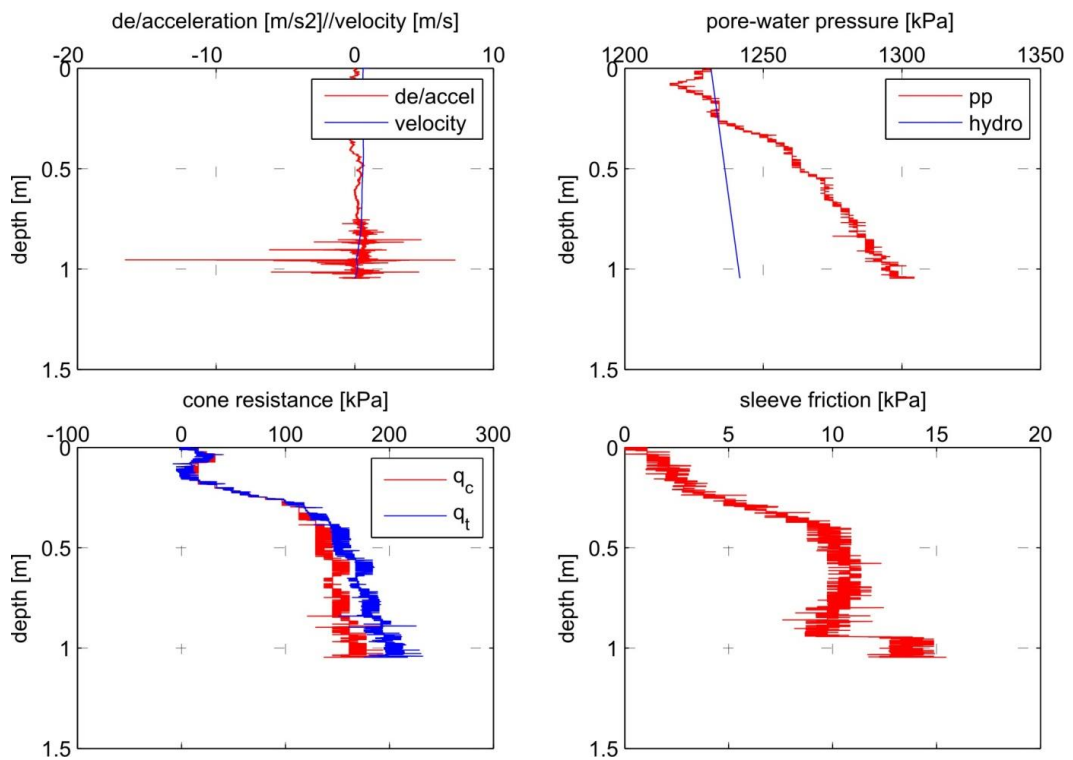 de/acceleration [m/s2]//velocity [m/s]
-20 -10 0 10
0
0.5
1
1.5
depth [m]
de/accel
velocity
pore-water pressure [kPa]
1200 1250 1300 1350
0
0.5
1
1.5
depth [m]
pp
hydro
cone resistance [kPa]
-100 0 100 200 300
0
0.5
1
1.5
depth [m]
q_c
q_t
sleeve friction [kPa]
0 5 10 15 20
0
0.5
1
1.5
depth [m]